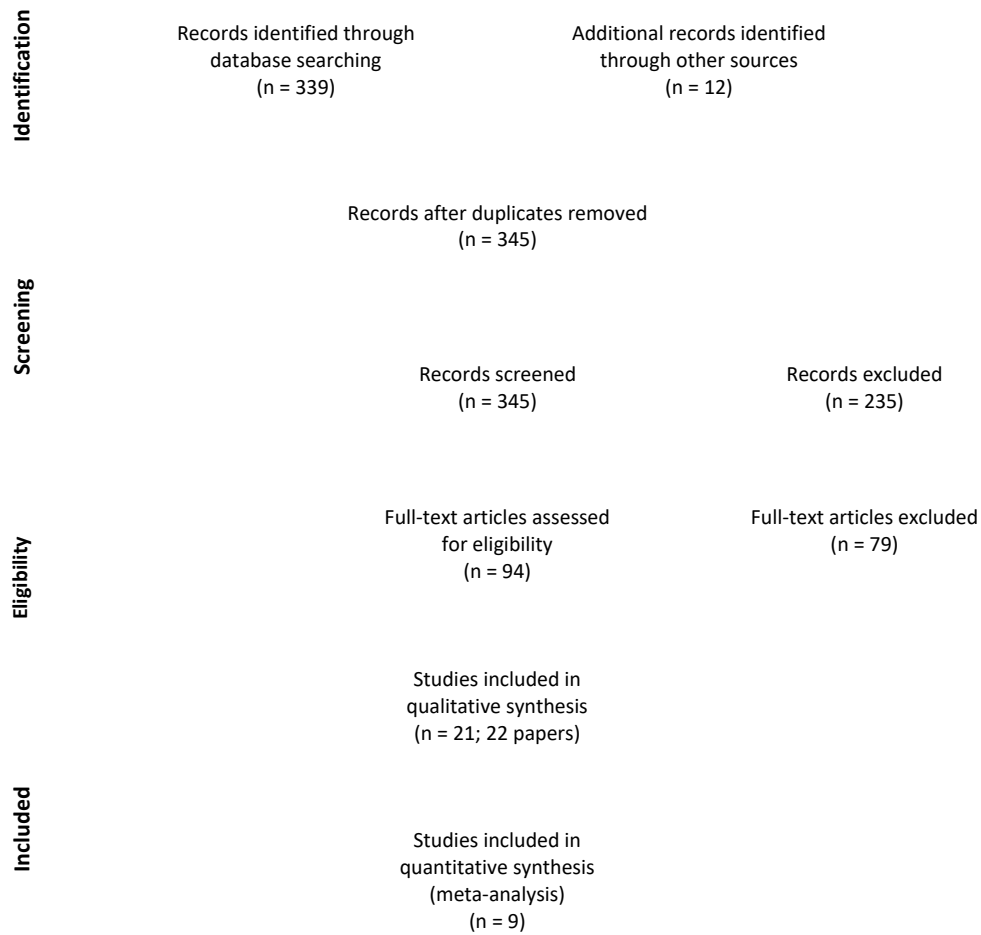 Identification
Records identified through
database searching
(n = 339)
Additional records identified
through other sources
(n = 12)
Records after duplicates removed
(n = 345)
Screening
Records screened
(n = 345)
Records excluded
(n = 235)
Eligibility
Full-text articles assessed
for eligibility
(n = 94)
Full-text articles excluded
(n = 79)
Studies included in
qualitative synthesis
(n = 21; 22 papers)
Included
Studies included in
quantitative synthesis
(meta-analysis)
(n = 9)